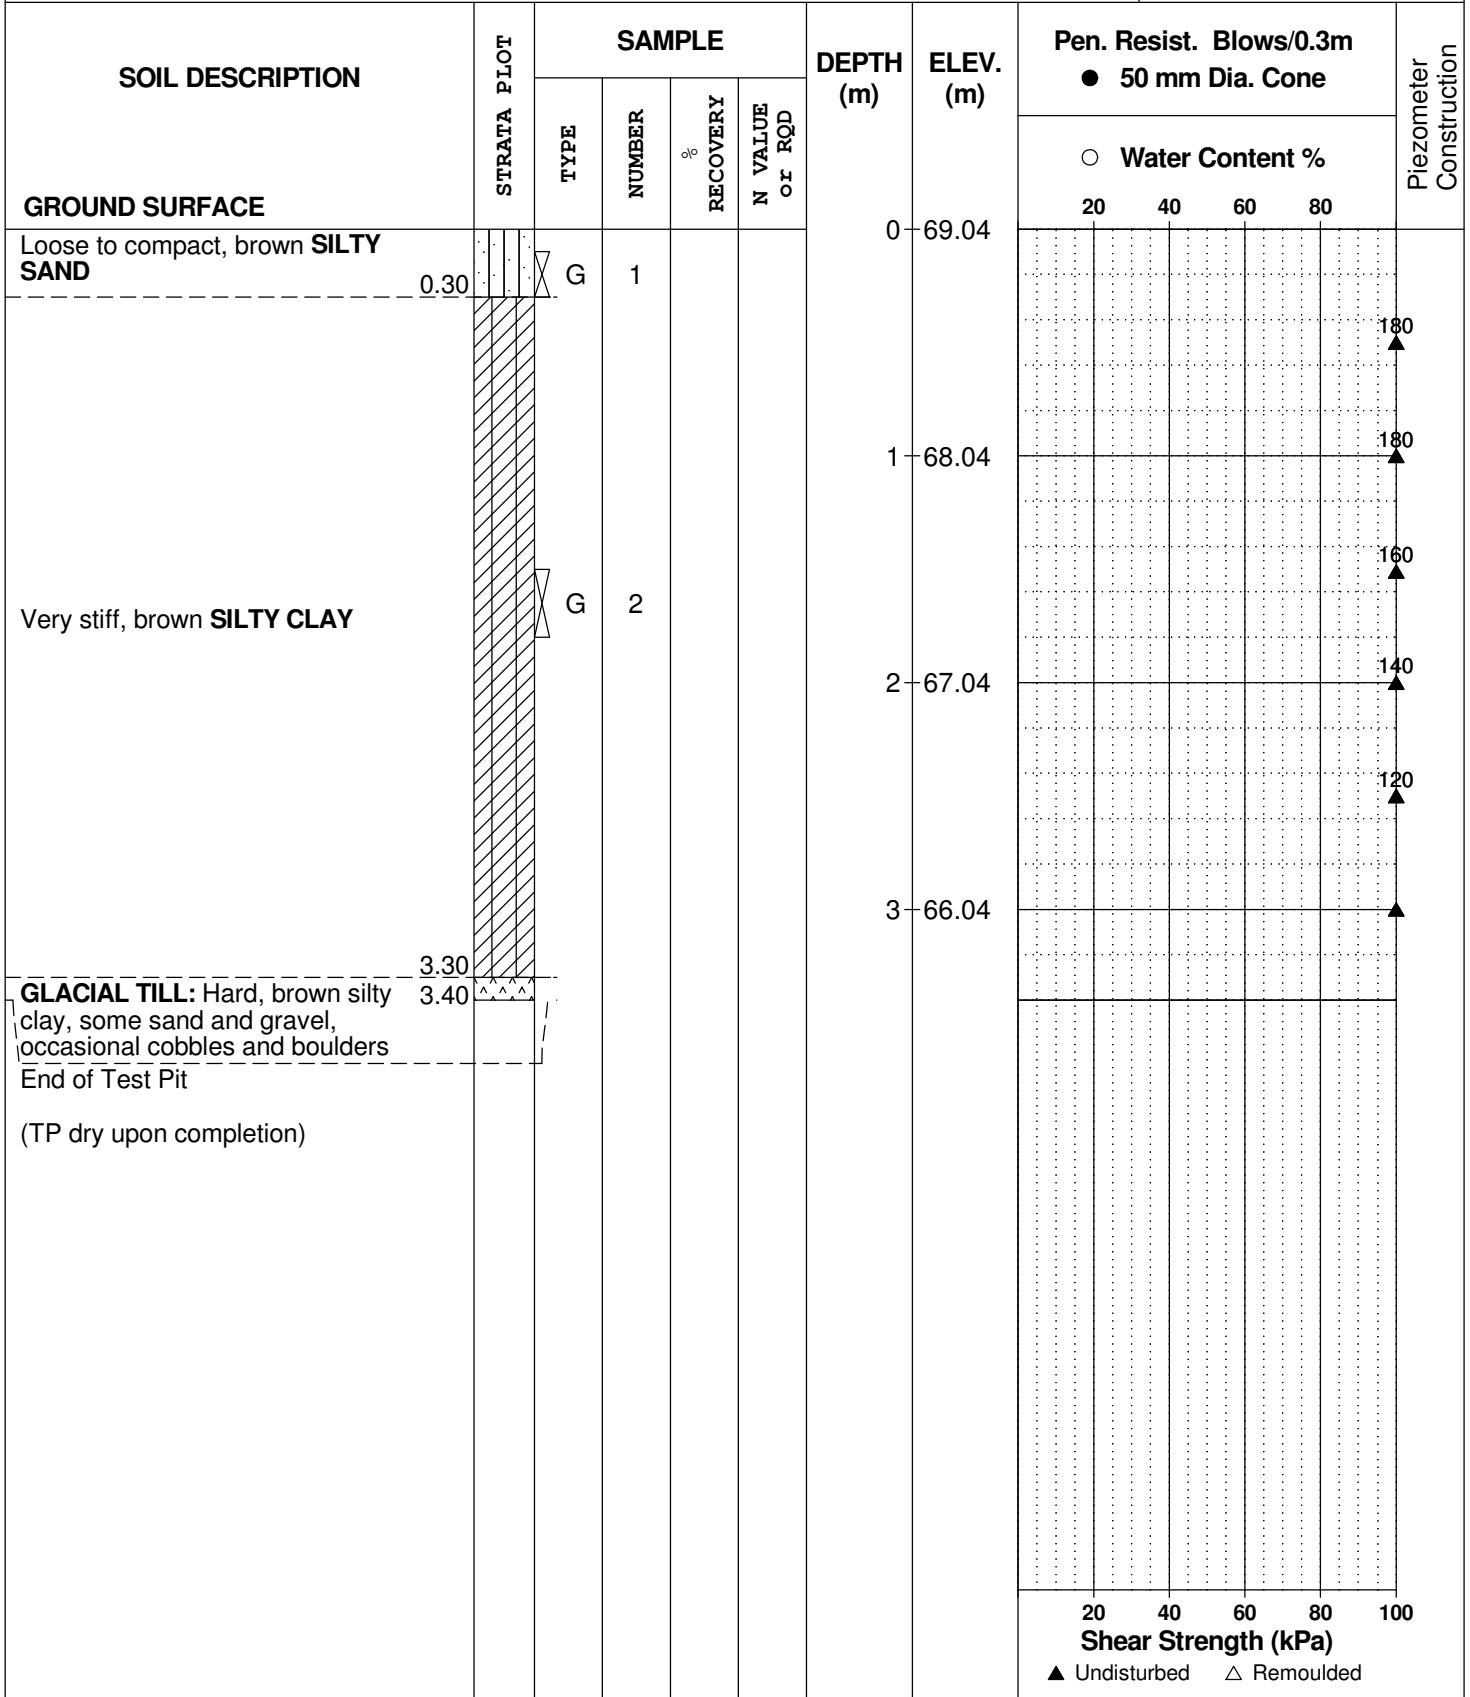 SOIL DESCRIPTION
GROUND SURFACE
STRATA PLOT
SAMPLE
TYPE
NUMBER
%
RECOVERY
N VALUE
or RQD
DEPTH
(m)
ELEV.
(m)
Pen. Resist. Blows/0.3m
● 50 mm Dia. Cone
○ Water Content %
20 40 60 80
Piezometer
Construction
0 69.04
Loose to compact, brown SILTY
SAND
0.30
G 1
180
180
1 68.04
160
Very stiff, brown SILTY CLAY
G 2
140
2 67.04
120
3 66.04
3.30
GLACIAL TILL: Hard, brown silty
3.40
clay, some sand and gravel,
occasional cobbles and boulders
End of Test Pit
(TP dry upon completion)
20 40 60 80 100
Shear Strength (kPa)
▲ Undisturbed △ Remoulded